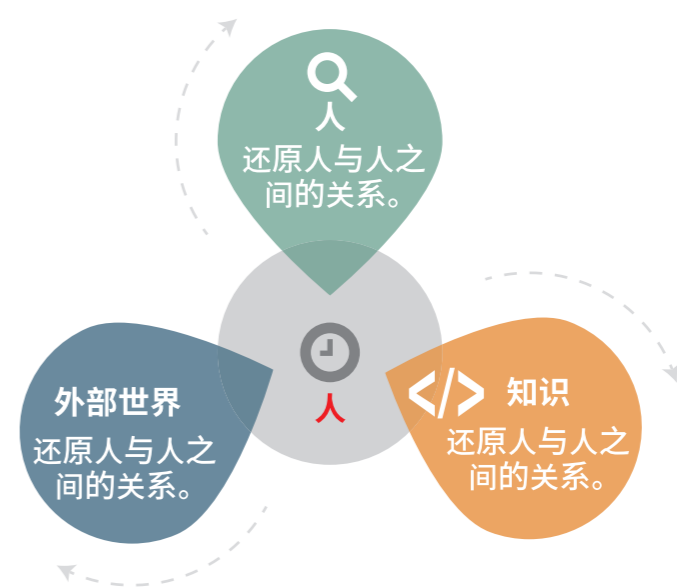 人
还原人与人之
间的关系。
人
外部世界
还原人与人之
间的关系。
</> 知识
还原人与人之
间的关系。